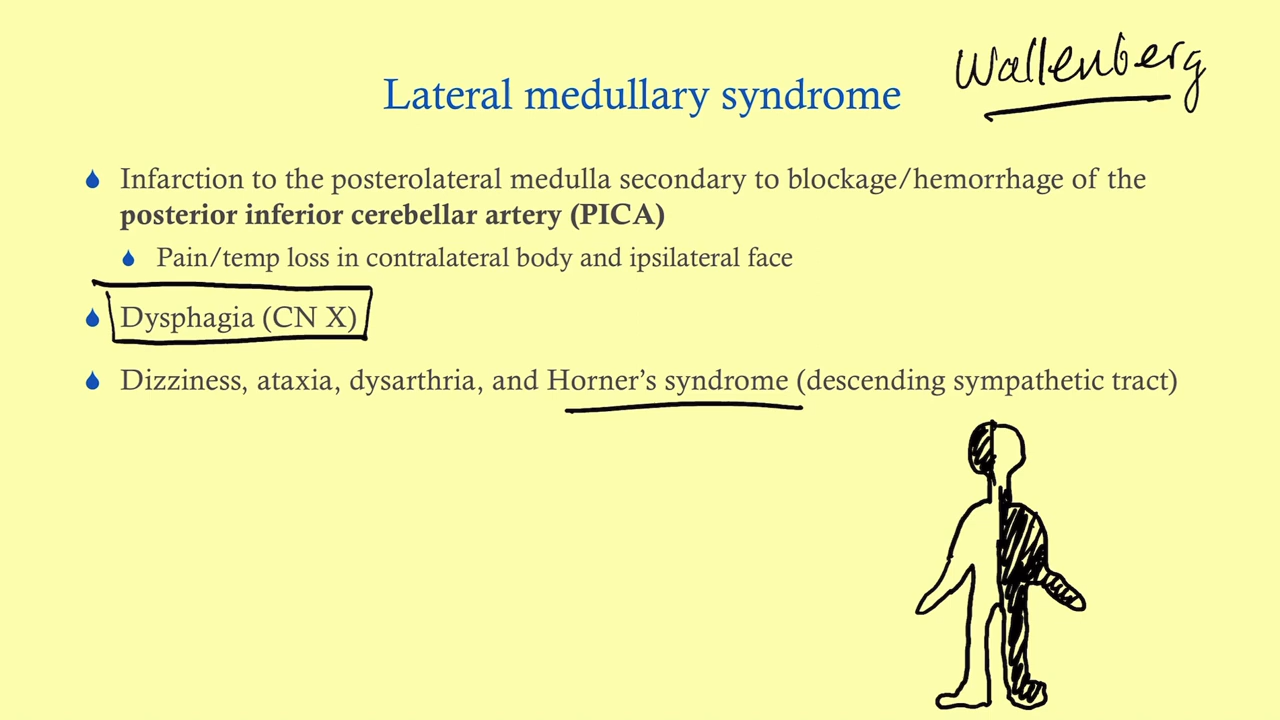 Wallenberg
Lateral medullary syndrome
Infarction to the posterolateral medulla secondary to blockage/hemorrhage of the
posterior inferior cerebellar artery (PICA)
Pain/temp loss in contralateral body and ipsilateral face
Dysphagia (CN X)
Dizziness, ataxia, dysarthria, and Horner’s syndrome (descending sympathetic tract)